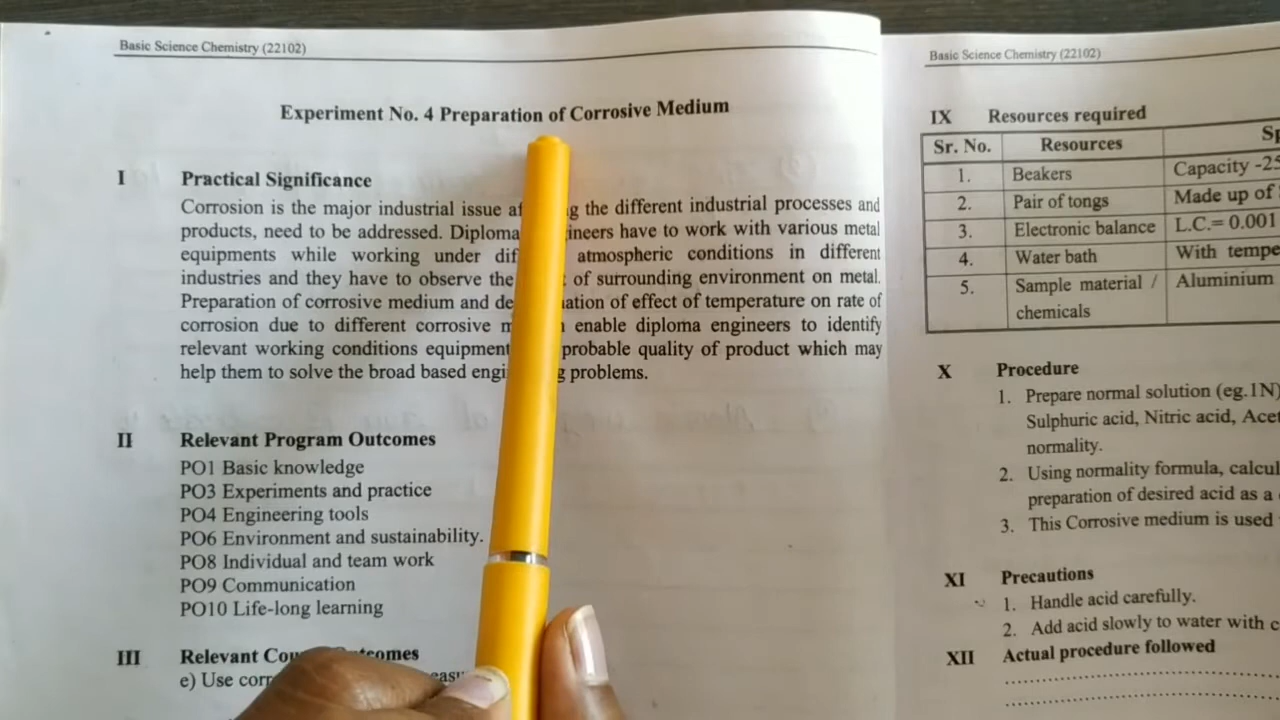 Basic Science Chemistry (22102)
Experiment No. 4 Preparation of Corrosive Medium
I Practical Significance
Corrosion is the major industrial issue the different industrial processes and
products, need to be addressed. Diploma have to work with various metal
equipments while working under atmospheric conditions in different
industries and they have to observe the of surrounding environment on metal.
Preparation of corrosive medium and of effect of temperature on rate of
corrosion due to different corrosive enable diploma engineers to identify
relevant working conditions probable quality of product which may
help them to solve the broad based problems.
II Relevant Program Outcomes
PO1 Basic knowledge
PO3 Experiments and practice
PO4 Engineering tools
PO6 Environment and sustainability.
PO8 Individual and team work
PO9 Communication
PO10 Life-long learning
III Relevant
e) Use
Basic Science Chemistry (22102)
IX Resources required
Sr. No. Resources
1. Beakers Capacity
2. Pair of tongs Made up of
3. Electronic balance L.C.= 0.001
4. Water bath With
5. Sample material / Aluminium
chemicals
X Procedure
1. Prepare normal solution (eg.1N)
Sulphuric acid, Nitric acid,
normality.
2. Using normality formula,
preparation of desired acid as a
3. This Corrosive medium is used
XI Precautions
1. Handle acid carefully.
2. Add acid slowly to water with
XII Actual procedure followed